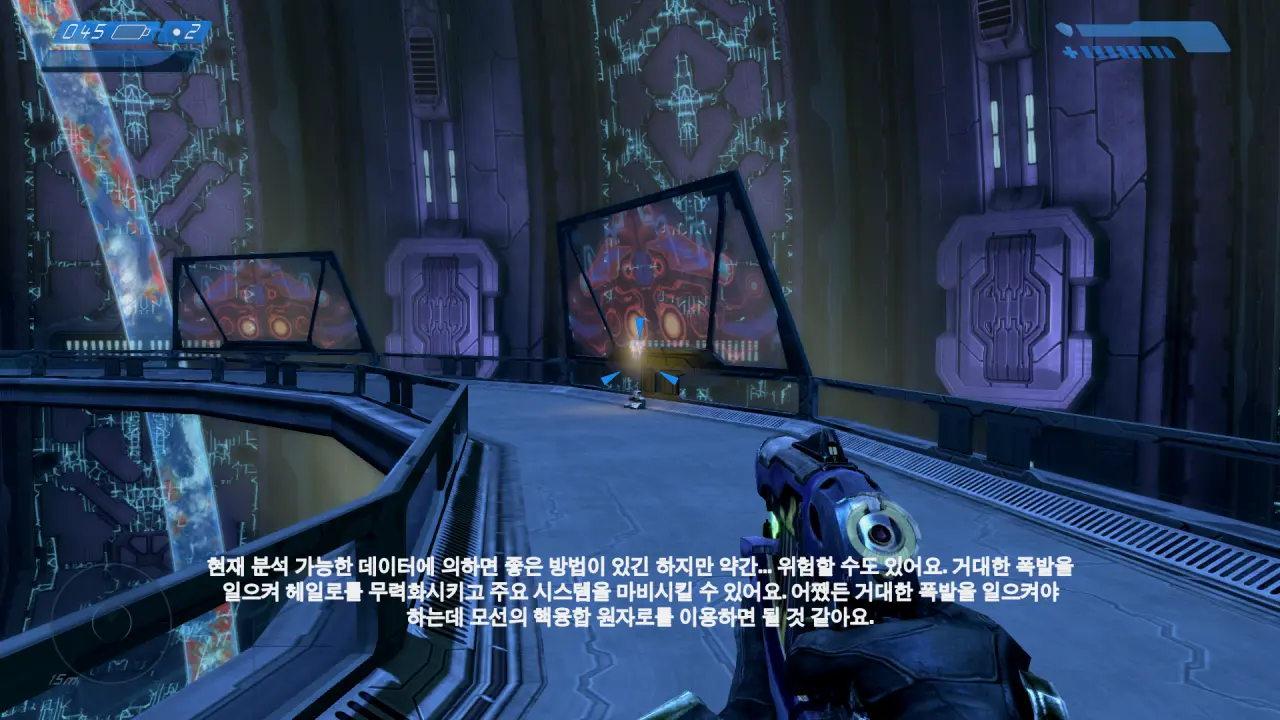 045 2
현재 분석 가능한 데이터에 의하면 좋은 방법이 있긴 하지만 약간... 위험할 수도 있어요. 거대한 폭발을
일으켜 헤일로를 무력화시키고 주요 시스템을 마비시킬 수 있어요. 어쨌든 거대한 폭발을 일으켜야
하는데 모선의 핵융합 원자로를 이용하면 될 것 같아요.
15m